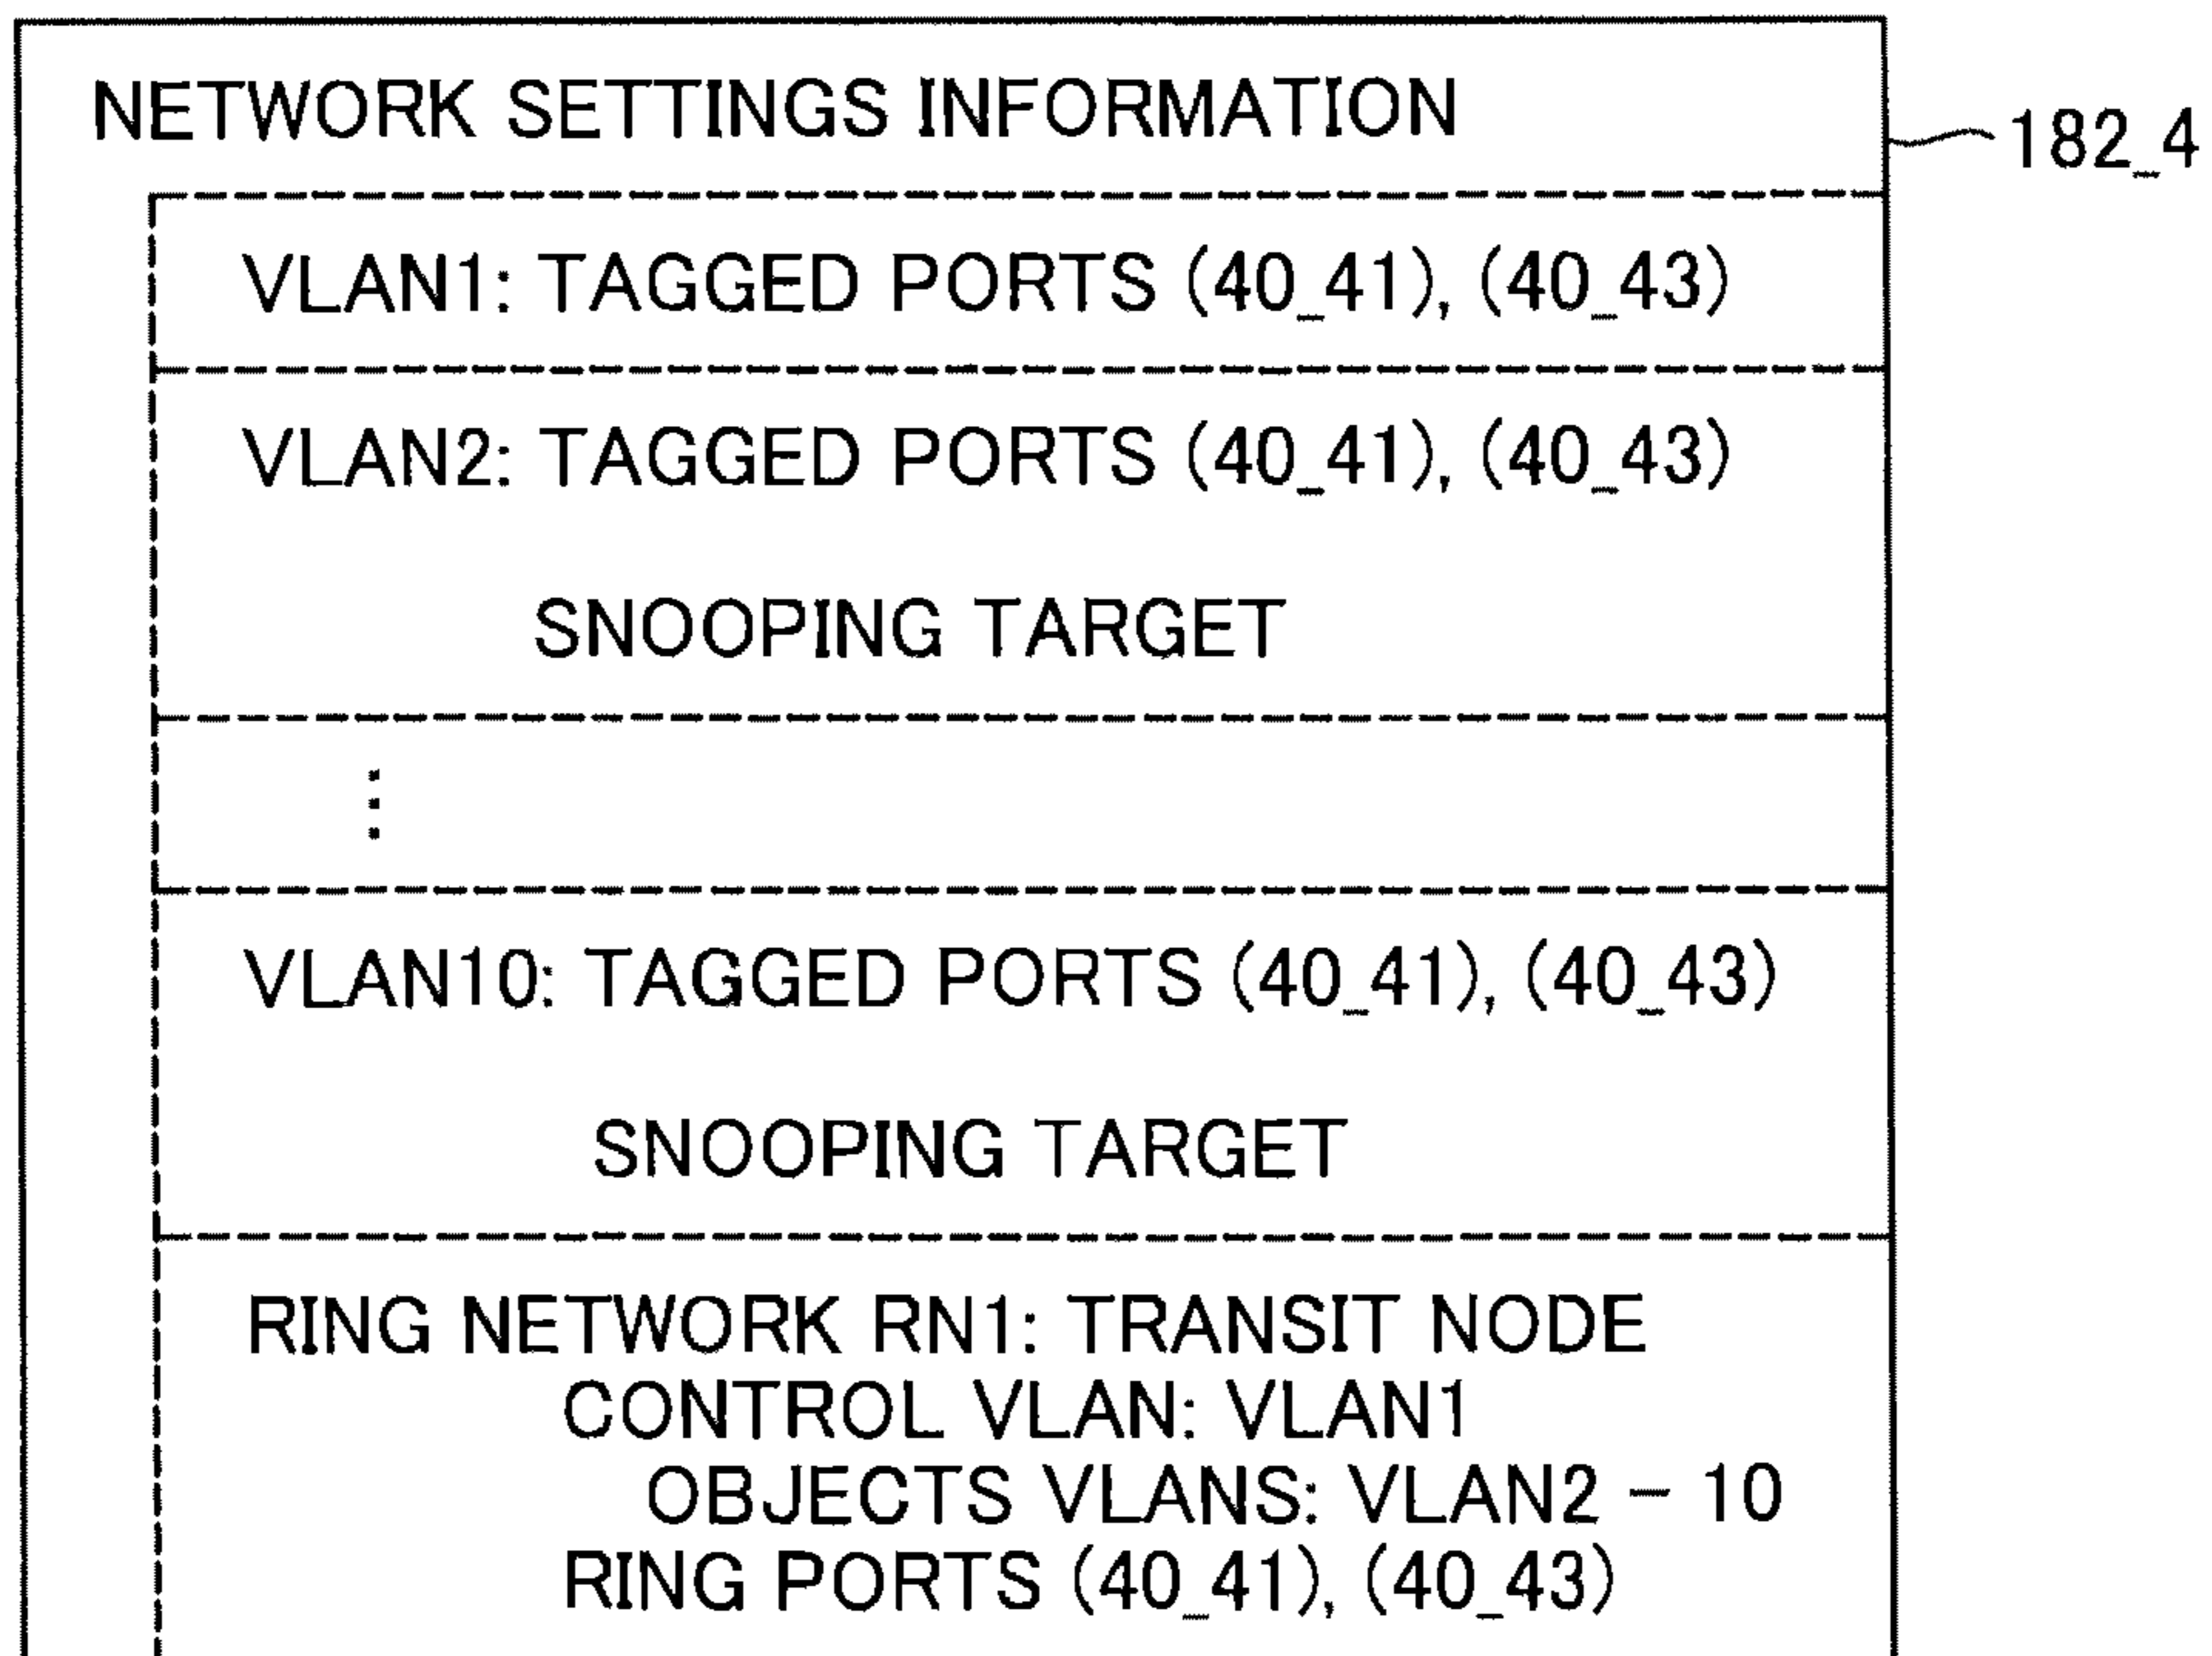 NETWORK SETTINGS INFORMATION
182_4
VLAN1: TAGGED PORTS (40_41), (40_43)
VLAN2: TAGGED PORTS (40_41), (40_43)
SNOOPING TARGET
⋮
VLAN10: TAGGED PORTS (40_41), (40_43)
SNOOPING TARGET
RING NETWORK RN1: TRANSIT NODE
CONTROL VLAN: VLAN1
OBJECTS VLANS: VLAN2 – 10
RING PORTS (40_41), (40_43)